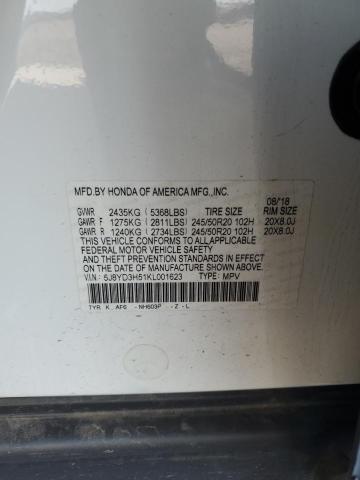 MFD.BY HONDA OF AMERICA MFG.,INC.
08/18
GVWR 2435KG (5368LBS) TIRE SIZE RIM SIZE
GAWR F 1275KG (2811LBS) 245/50R20 102H 20X8.0J
GAWR R 1240KG (2734LBS) 245/50R20 102H 20X8.0J
THIS VEHICLE CONFORMS TO ALL APPLICABLE
FEDERAL MOTOR VEHICLE SAFETY
AND THEFT PREVENTION STANDARDS IN EFFECT
ON THE DATE OF MANUFACTURE SHOWN ABOVE.
V.I.N.: 5J8YD3H51KL001623 TYPE: MPV
TYR K AF6 -NH603P -Z -L